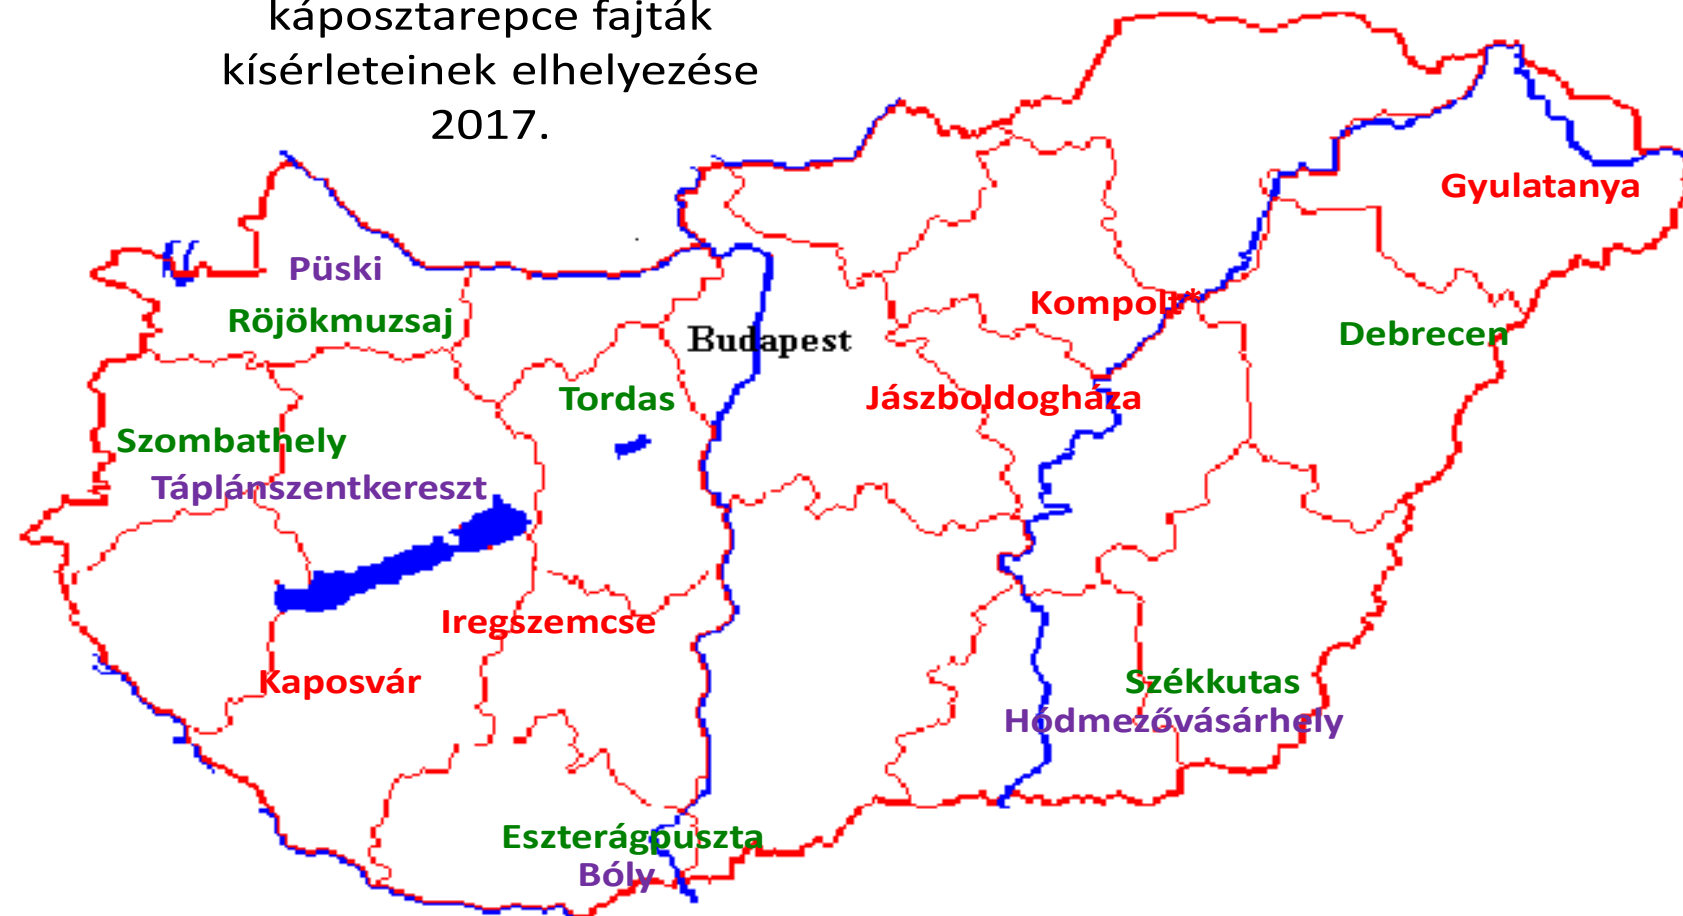 káposztarepce fajták
kísérleteinek elhelyezése
2017.
Gyulatanya
Püski
Kompolt*
Röjökmuzsaj
Debrecen
Budapest
Tordas
Jászboldogháza
Szombathely
Táplánszentkereszt
Iregszemcse
Kaposvár
Székkutas
Hódmezővásárhely
Eszterágpuszta
Bóly